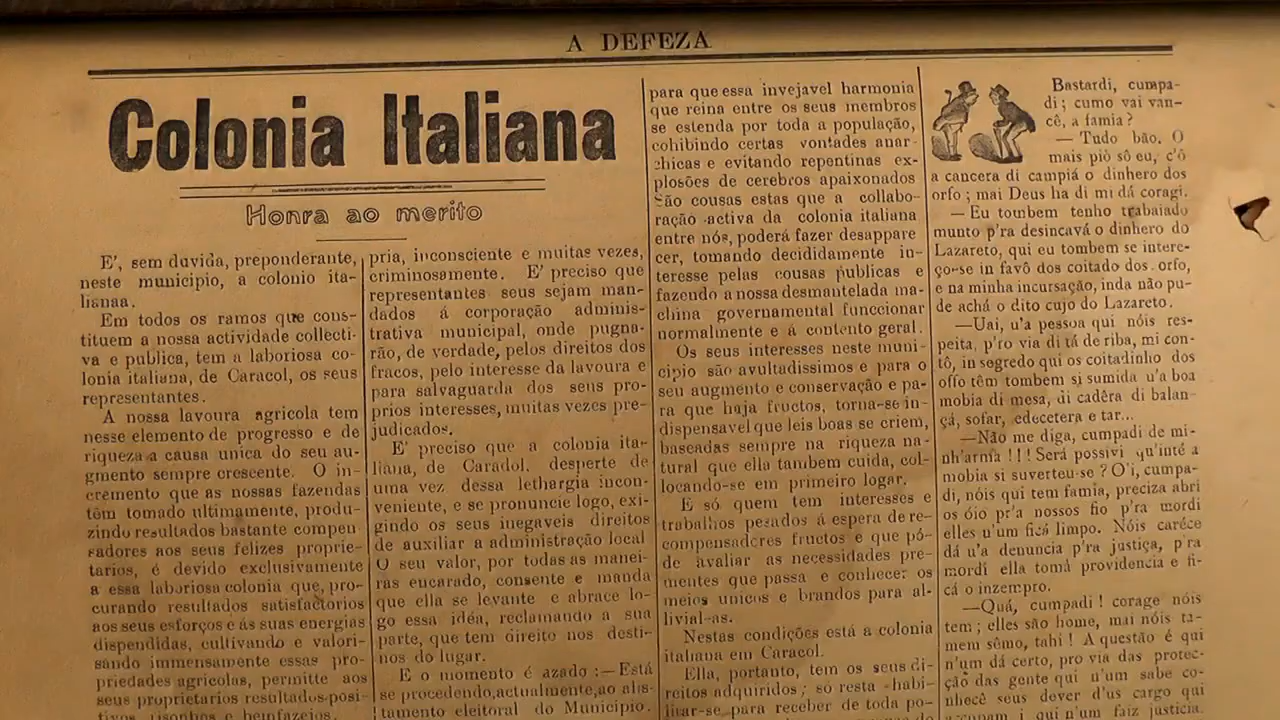 A DEFEZA
Colonia Italiana
Honra ao merito
E', sem duvida, preponderante,
neste municipio, a colonio ita-
lisnaa.
Em todos os ramos que cons-
tituem a nossa actividade collecti-
va e publica, tem a laboriosa co-
lonia italiana, de Caracol, os seus
representantes.
A nossa lavoura agricola tem
nesse elemento de progresso e de
riqueza a causa unica do seu au-
gmento sempre crescente. O in-
cremento que as nossas fazendas
têm tomado ultimamente, produ-
zindo resultados bastante compen
sadores aos seus felizes proprie-
tarios, é devido exclusivamente
a essa laboriosa colonia que, pro-
curando resultados satisfactorios
aos seus esforços e ás suas energias
dispendidas, cultivando e valori-
sando immensamente essas pro-
priedades agricolas, permitte aos
seus proprietarios resultados posi-
tivos, risonhos e bemfazejos.
pria, inconsciente e muitas vezes,
criminosamente. E' preciso que
representantes seus sejam man-
dados á corporação adminis-
trativa municipal, onde pugna-
rão, de verdade, pelos direitos dos
fracos, pelo interesse da lavoura e
para salvaguarda dos seus pro-
prios interesses, muitas vezes pre-
judicados.
E' preciso que a colonia ita-
liana, de Caradol, desperte de
uma vez dessa lethargia incon-
veniente, e se pronuncie logo, exi-
gindo os seus inegaveis direitos
de auxiliar a administração local
O seu valor, por todas as manei-
ras encarado, consente e manda
que ella se levante e abrace lo-
go essa idéa, reclamando a sua
parte, que tem direito nos desti-
nos do lugar.
E o momento é azado :—Está
se procedendo,actualmente,ao alis-
tamento eleitoral do Municipio.
para que essa invejavel harmonia
que reina entre os seus membros
se estenda por toda a população,
cohibindo certas vontades anar-
chicas e evitando repentinas ex-
plosões de cerebros apaixonados
São cousas estas que a collabo-
ração activa da colonia italiana
entre nós, poderá fazer desappare
cer, tomando decididamente in-
teresse pelas cousas publicas e
fazendo a nossa desmantelada ma-
china governamental funccionar
normalmente e á contento geral.
Os seus interesses neste muni
cipio são avultadissimos e para o
seu augmento e conservação e pa-
ra que haja fructos, torna-se in-
dispensavel que leis boas se criem,
baseadas sempre na riqueza na-
tural que ella tambem cuida, col-
locando-se em primeiro logar.
E só quem tem interesses e
trabalhos pesados á espera de re-
compensadores fructos e que pó-
de avaliar as necessidades pre-
mentes que passa e conhecer os
meios unicos e brandos para al-
livial-as.
Nestas condições está a colonia
italiana em Caracol.
Ella, portanto, tem os seus di-
reitos adquiridos ; só resta -habi-
litar-se para receber de toda po-
Bastardi, cumpa-
di ; cumo vai van-
cê, a famia ?
— Tudo bão. O
mais piò sô eu, c'ô
a cancera di campiá o dinhero dos
orfo ; mai Deus ha di mi dá coragi.
—Eu tombem tenho trabaiado
munto p'ra desincavá o dinhero do
Lazareto, qui eu tombem se intere-
ço-se in favô dos coitado dos orfo,
e na minha incursação, inda não pu-
de achá o dito cujo do Lazareto.
—Uai, u'a pessoa qui nóis res-
peita, p'ro via di tá de riba, mi con-
tô, in segredo qui os coitadinho dos
offo têm tombem si sumida u'a boa
mobia di mesa, di cadêra di balan-
çá, sofar, edecetera e tar...
—Não me diga, cumpadi de mi-
nh'arma ! ! ! Será possivi qu'inté a
mobia si suverteu-se ? O'i, cumpa-
di, nóis qui tem famia, preciza abri
os óio pr'a nossos fio p'ra mordi
elles n'um ficá limpo. Nóis caréce
dá u'a denuncia p'ra justiça, p'ra
mordi ella tomá providencia e fi-
cá o inzempro.
—Quá, cumpadi ! corage nóis
tem ; elles são home, mai nóis ta-
mem sêmo, tahi ! A questão é qui
n'um dá certo, pro via das protec-
ção das gente qui n'um sabe co-
nhecê seus dever d'us cargo qui
accupam i qui n'um faiz justicia.